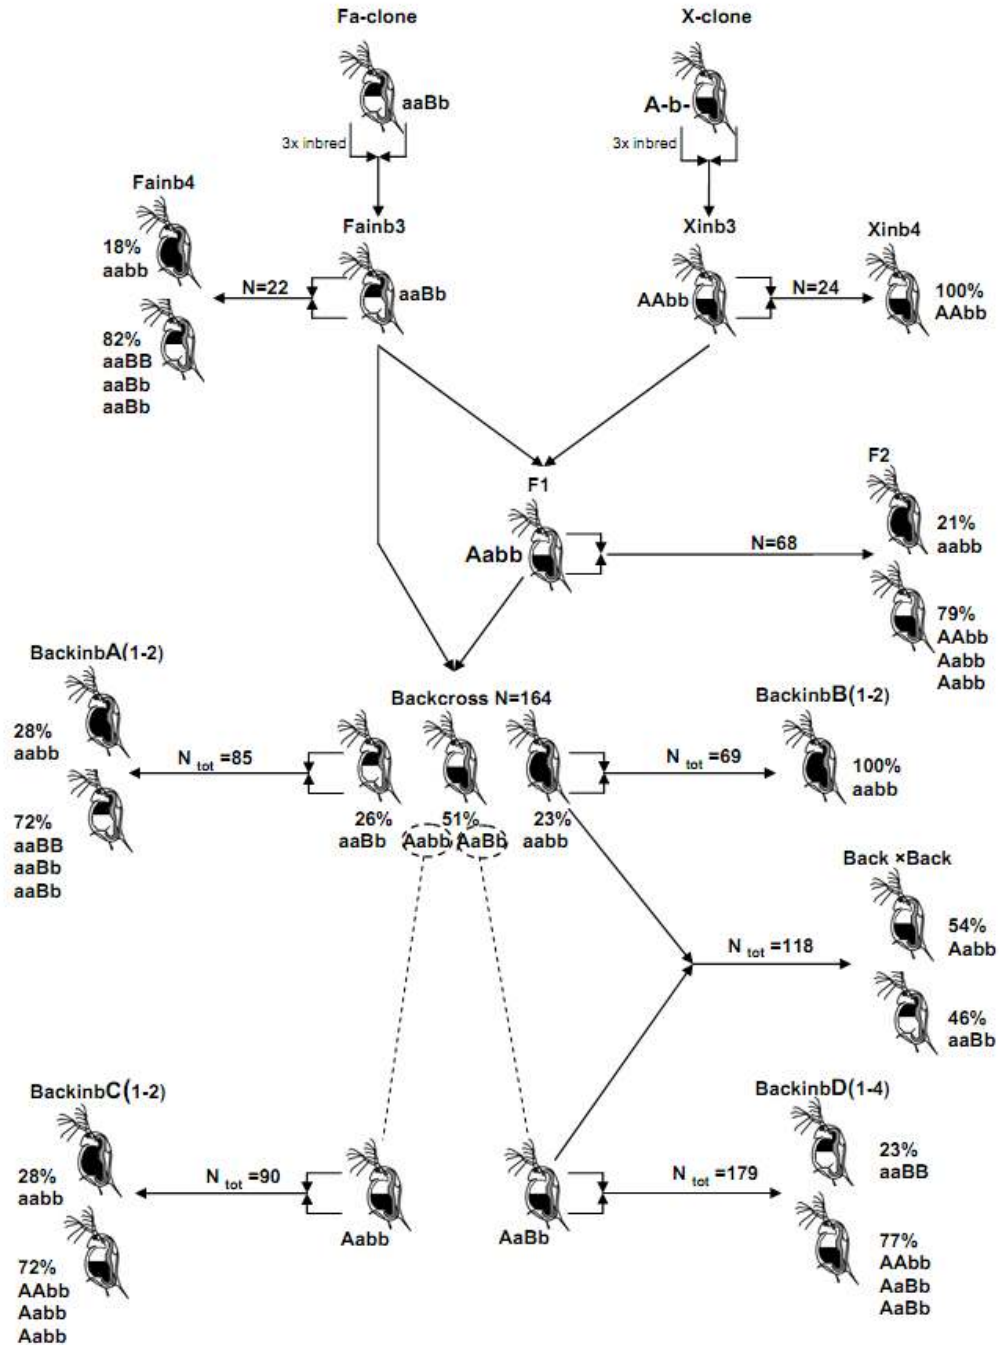 Fa-clone
X-clone
aaBb
A-b-
3x inbred
3x inbred
Fainb4
Fainb3
Xinb3
Xinb4
18%
aabb
N=22
aaBb
AAbb
N=24
100%
AAbb
82%
aaBB
aaBb
aaBb
F1
F2
Aabb
N=68
21%
aabb
79%
AAbb
Aabb
Aabb
BackinbA(1-2)
Backcross N=164
BackinbB(1-2)
28%
aabb
N tot =85
N tot =69
100%
aabb
72%
aaBB
aaBb
aaBb
26%
aaBb
51%
Aabb
AaBb
23%
aabb
Back ×Back
N tot =118
54%
Aabb
46%
aaBb
BackinbC(1-2)
BackinbD(1-4)
28%
aabb
N tot =90
Aabb
AaBb
N tot =179
23%
aaBB
72%
AAbb
Aabb
Aabb
77%
AAbb
AaBb
AaBb